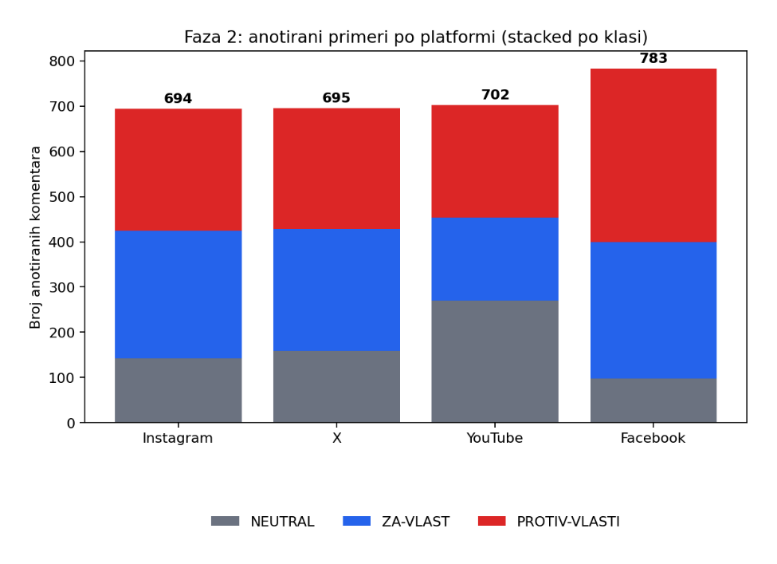 Faza 2: anotirani primeri po platformi (stacked po klasi)
Broj anotiranih komentara
800
700
600
500
400
300
200
100
0
694
695
702
783
Instagram
X
YouTube
Facebook
NEUTRAL
ZA-VLAST
PROTIV-VLASTI